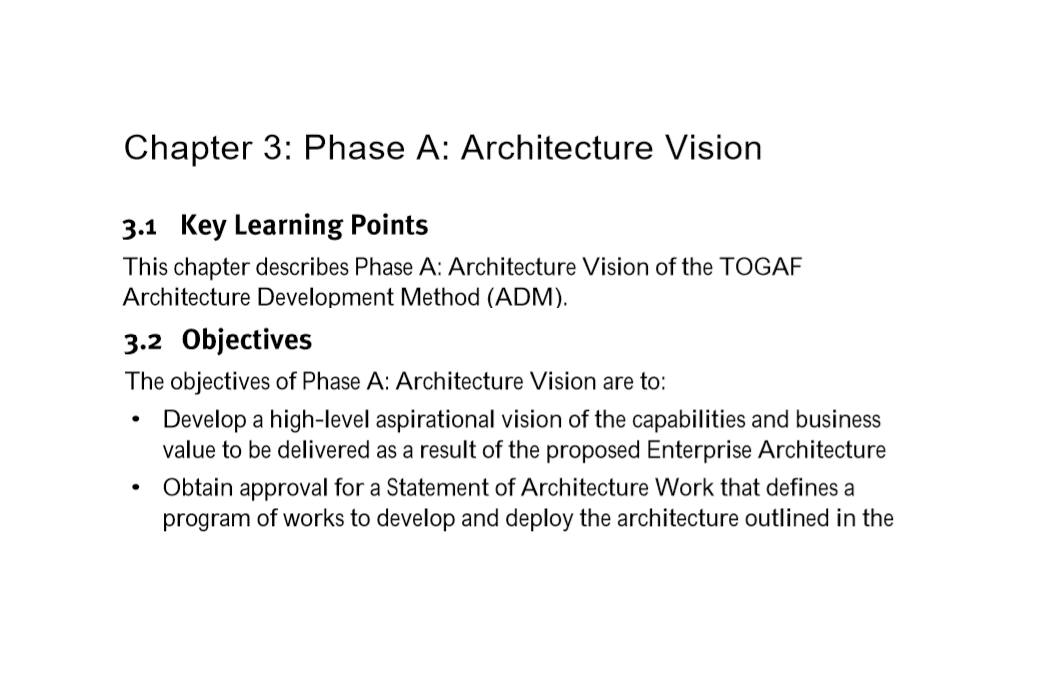 Chapter 3: Phase A: Architecture Vision
3.1 Key Learning Points
This chapter describes Phase A: Architecture Vision of the TOGAF
Architecture Development Method (ADM).
3.2 Objectives
The objectives of Phase A: Architecture Vision are to:
• Develop a high-level aspirational vision of the capabilities and business
value to be delivered as a result of the proposed Enterprise Architecture
• Obtain approval for a Statement of Architecture Work that defines a
program of works to develop and deploy the architecture outlined in the